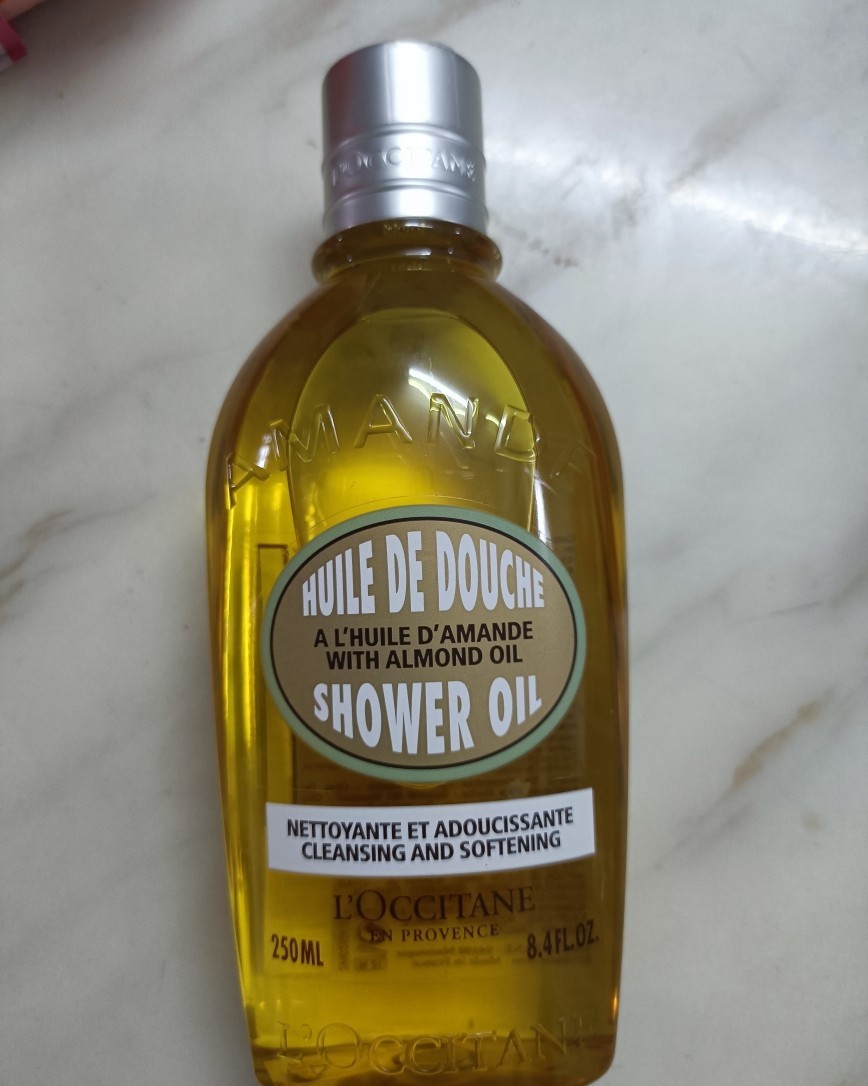 L'OCCITANE
AMANDE
HUILE DE DOUCHE
A L'HUILE D'AMANDE
WITH ALMOND OIL
SHOWER OIL
NETTOYANTE ET ADOUCISSANTE
CLEANSING AND SOFTENING
L'OCCITANE
EN PROVENCE
250ML
8.4FL.OZ.
L'OCCITANE